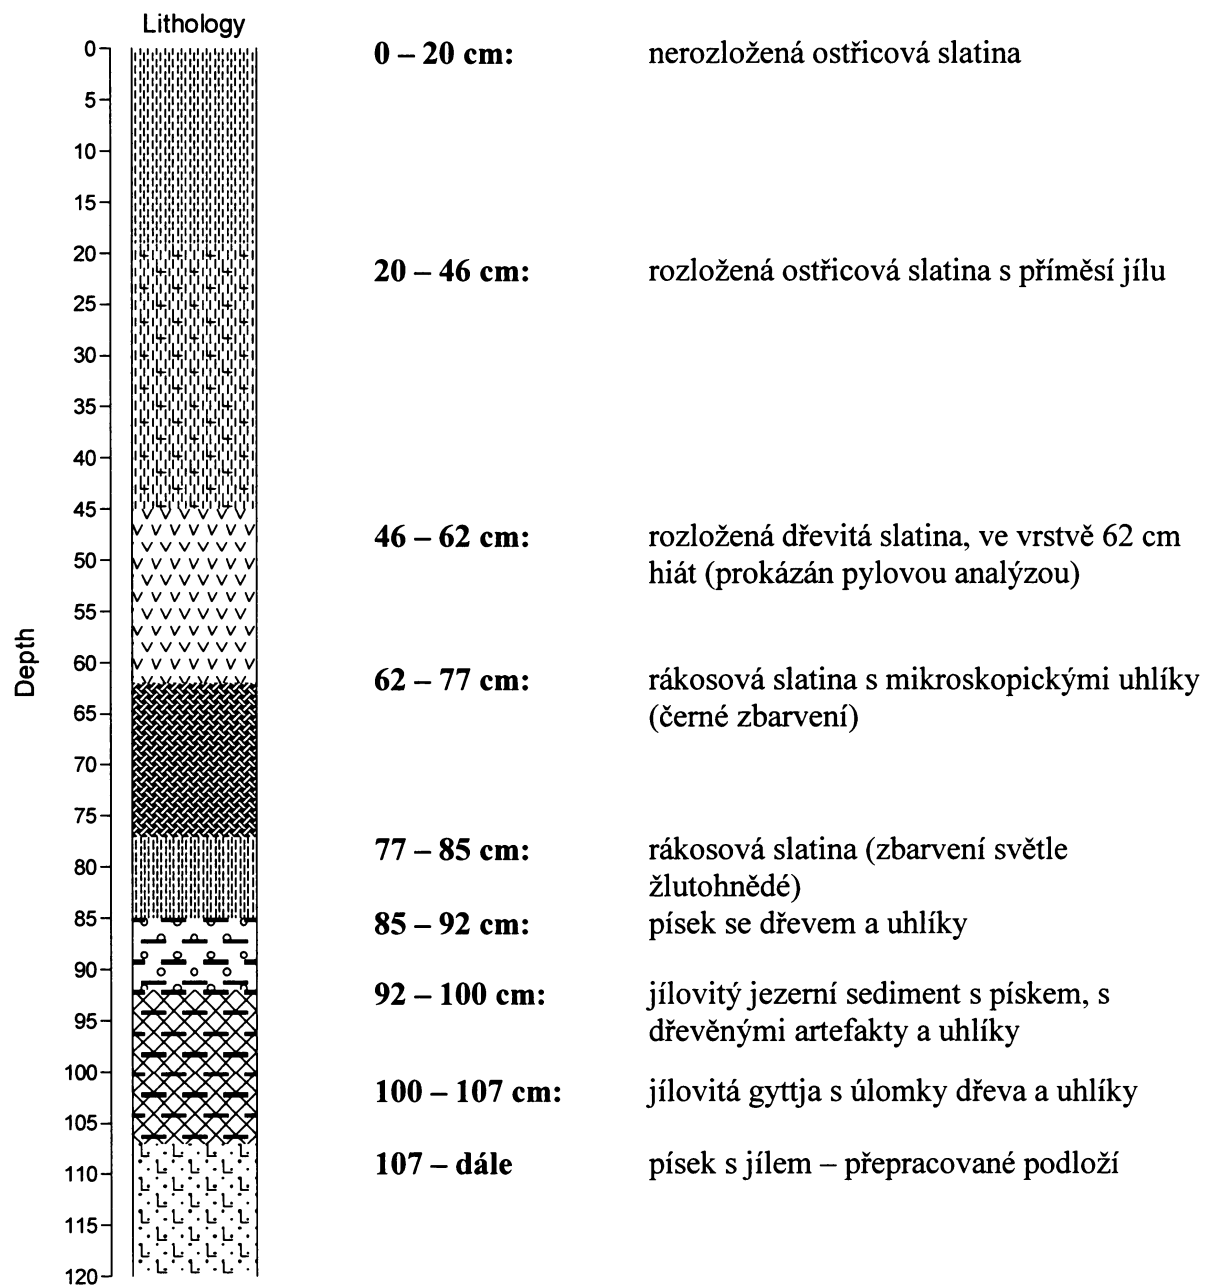 Lithology
0
5
10
15
20
25
30
35
40
45
50
55
60
65
70
75
80
85
90
95
100
105
110
115
120
Depth
0 – 20 cm: nerozložená ostřicová slatina
20 – 46 cm: rozložená ostřicová slatina s příměsí jílu
46 – 62 cm: rozložená dřevitá slatina, ve vrstvě 62 cm
hiát (prokázán pylovou analýzou)
62 – 77 cm: rákosová slatina s mikroskopickými uhlíky
(černé zbarvení)
77 – 85 cm: rákosová slatina (zbarvení světle
žlutohnědé)
85 – 92 cm: písek se dřevem a uhlíky
92 – 100 cm: jílovitý jezerní sediment s pískem, s
dřevěnými artefakty a uhlíky
100 – 107 cm: jílovitá gyttja s úlomky dřeva a uhlíky
107 – dále písek s jílem – přepracované podloží